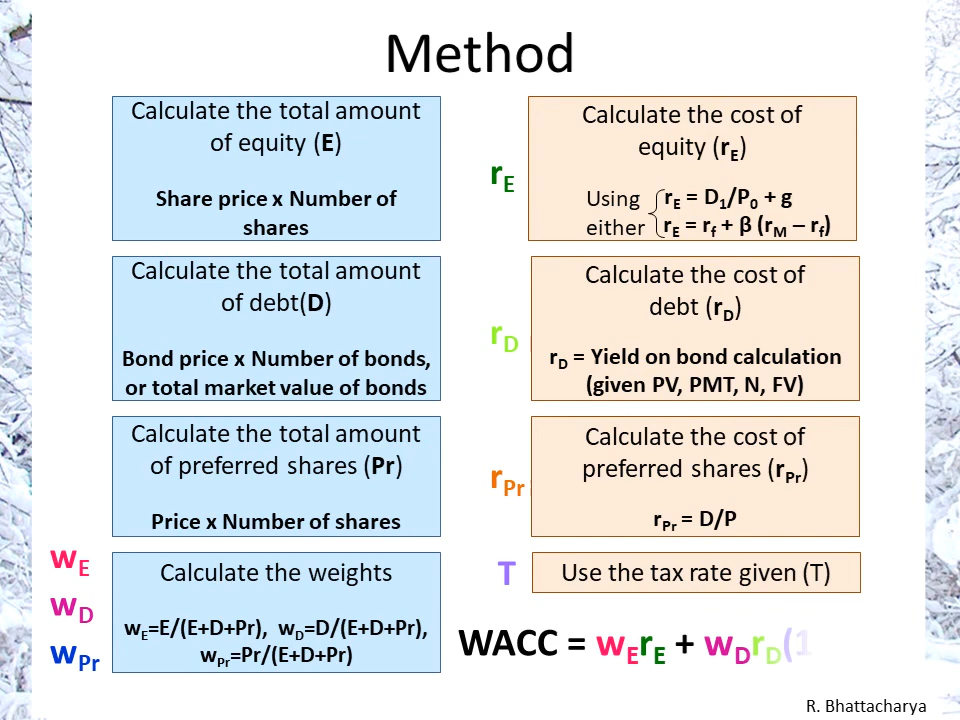 Method
Calculate the total amount
of equity (E)
Share price x Number of
shares
Calculate the total amount
of debt(D)
Bond price x Number of bonds,
or total market value of bonds
Calculate the total amount
of preferred shares (Pr)
Price x Number of shares
wE
wD
wPr
Calculate the weights
wE=E/(E+D+Pr), wD=D/(E+D+Pr),
wPr=Pr/(E+D+Pr)
rE
Calculate the cost of
equity (rE)
Using
either
rE = D1/P0 + g
rE = rf + β (rM – rf)
rD
Calculate the cost of
debt (rD)
rD = Yield on bond calculation
(given PV, PMT, N, FV)
rPr
Calculate the cost of
preferred shares (rPr)
rPr = D/P
T
Use the tax rate given (T)
WACC = wErE + wDrD(1
R. Bhattacharya